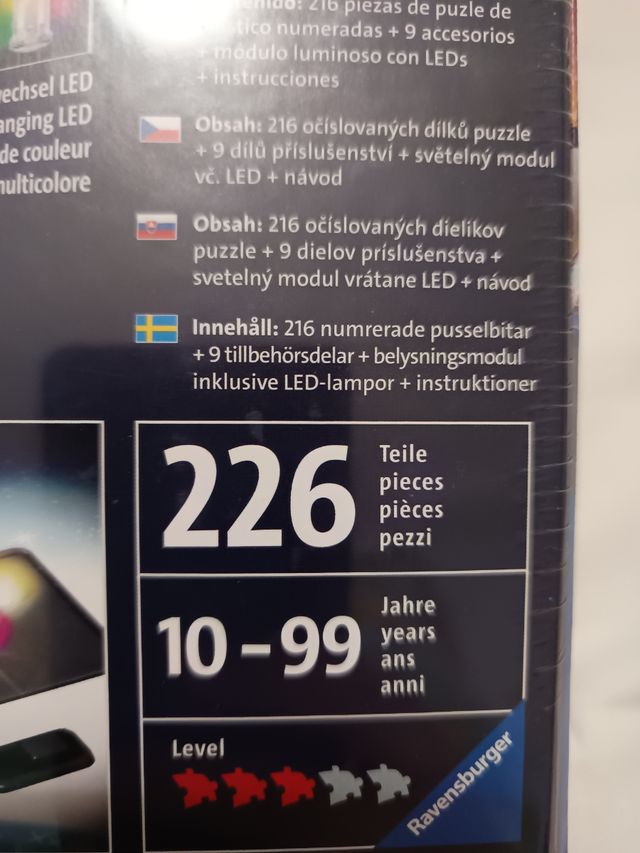 216 piezas de puzle de
numeradas + 9 accesorios
+ módulo luminoso con LEDs
+ instrucciones
LED
LED
de couleur
multicolore
Obsah: 216 očíslovaných dílků puzzle
+ 9 dílů příslušenství + světelný modul
vč. LED + návod
Obsah: 216 očíslovaných dielikov
puzzle + 9 dielov príslušenstva +
svetelný modul vrátane LED + návod
Innehåll: 216 numrerade pusselbitar
+ 9 tillbehörsdelar + belysningsmodul
inklusive LED-lampor + instruktioner
226
Teile
pieces
pièces
pezzi
10 – 99
Jahre
years
ans
anni
Level
Ravensburger